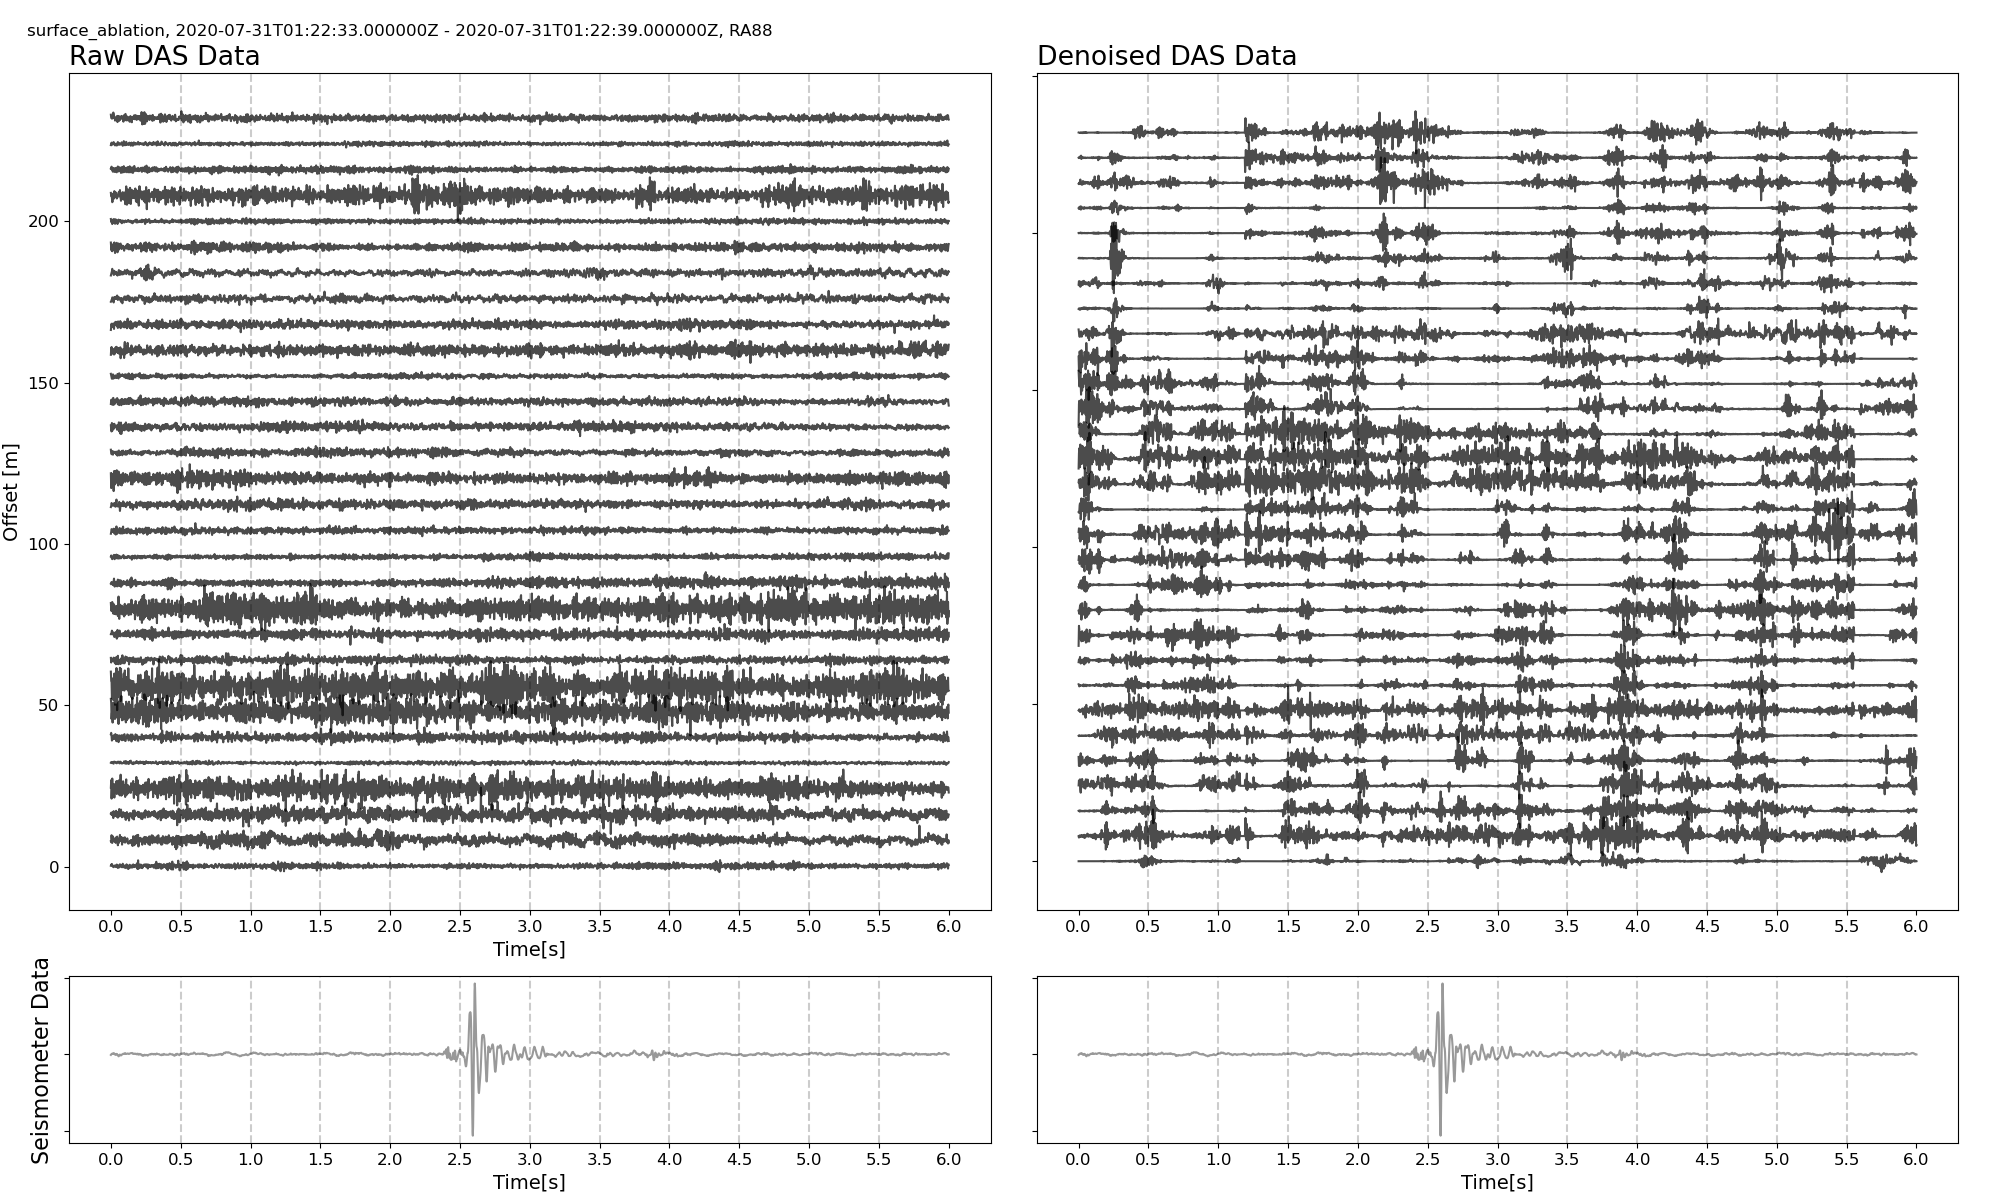 surface_ablation, 2020-07-31T01:22:33.000000Z - 2020-07-31T01:22:39.000000Z, RA88
Raw DAS Data
Denoised DAS Data
Offset [m]
200
150
100
50
0
0.0 0.5 1.0 1.5 2.0 2.5 3.0 3.5 4.0 4.5 5.0 5.5 6.0
Time[s]
0.0 0.5 1.0 1.5 2.0 2.5 3.0 3.5 4.0 4.5 5.0 5.5 6.0
Seismometer Data
0.0 0.5 1.0 1.5 2.0 2.5 3.0 3.5 4.0 4.5 5.0 5.5 6.0
Time[s]
0.0 0.5 1.0 1.5 2.0 2.5 3.0 3.5 4.0 4.5 5.0 5.5 6.0
Time[s]